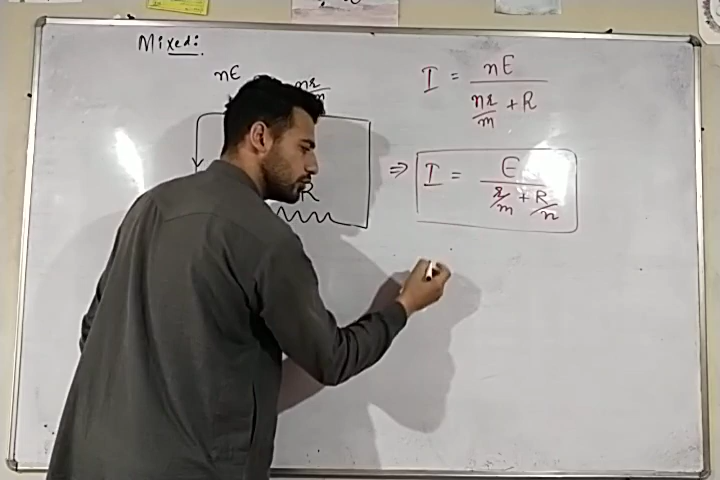 Mixed:
nE
nr/m
R
I = nE / (nr/m + R)
⇒ I = E / (r/m + R/n)